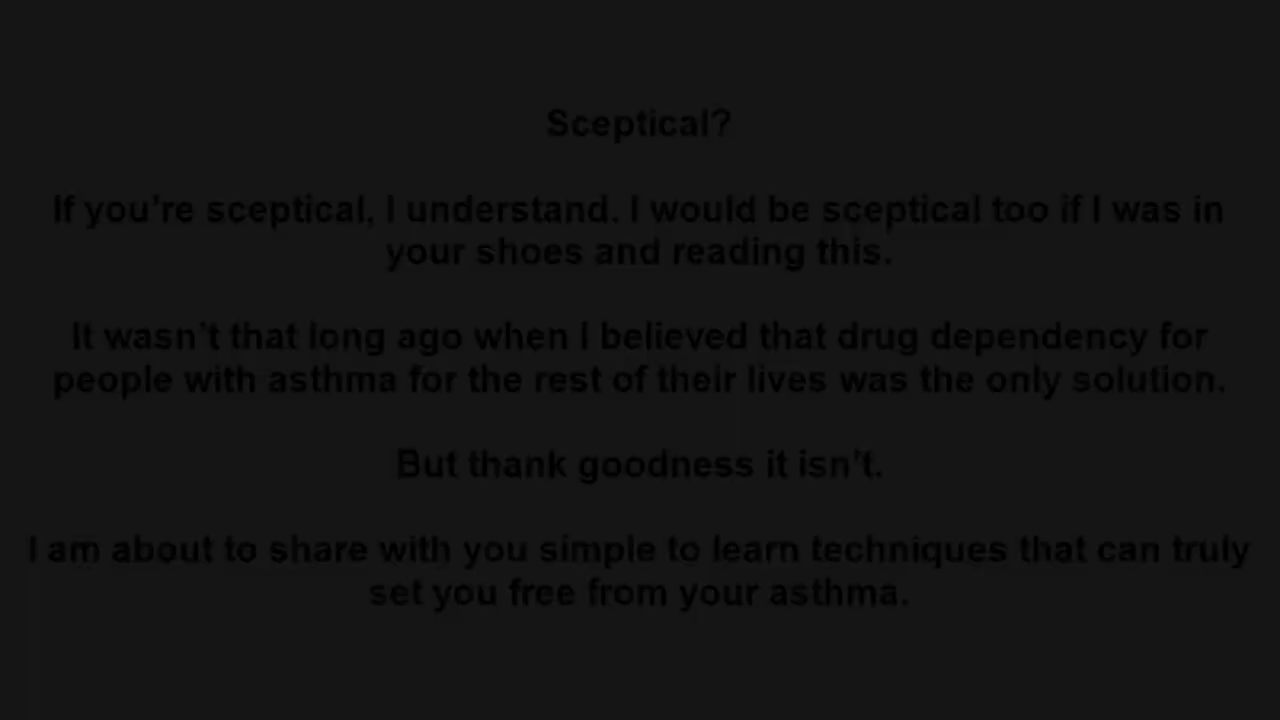 Sceptical?
If you're sceptical, I understand. I would be sceptical too if I was in
your shoes and reading this.
It wasn't that long ago when I believed that drug dependency for
people with asthma for the rest of their lives was the only solution.
But thank goodness it isn't.
I am about to share with you simple to learn techniques that can truly
set you free from your asthma.